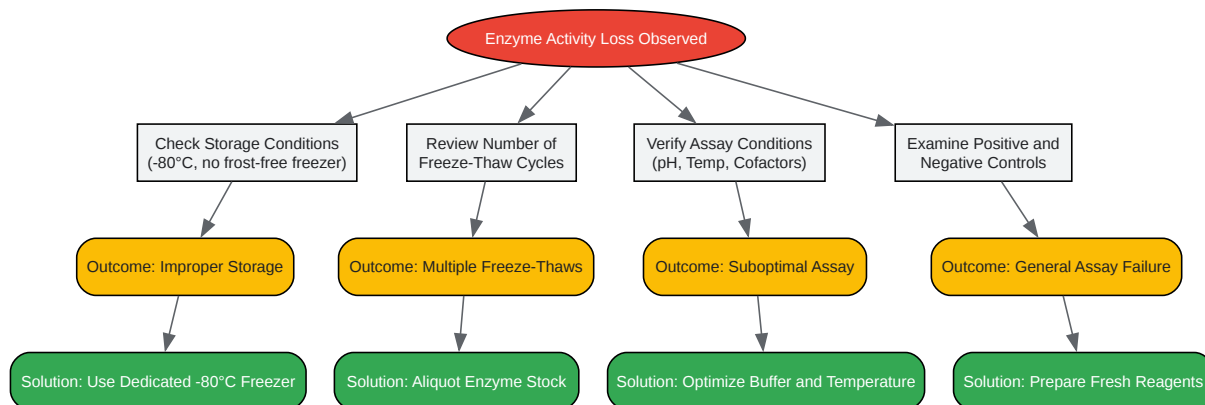 Enzyme Activity Loss Observed
Check Storage Conditions
(-80°C, no frost-free freezer)
Review Number of
Freeze-Thaw Cycles
Verify Assay Conditions
(pH, Temp, Cofactors)
Examine Positive and
Negative Controls
Outcome: Improper Storage
Outcome: Multiple Freeze-Thaws
Outcome: Suboptimal Assay
Outcome: General Assay Failure
Solution: Use Dedicated -80°C Freezer
Solution: Aliquot Enzyme Stock
Solution: Optimize Buffer and Temperature
Solution: Prepare Fresh Reagents